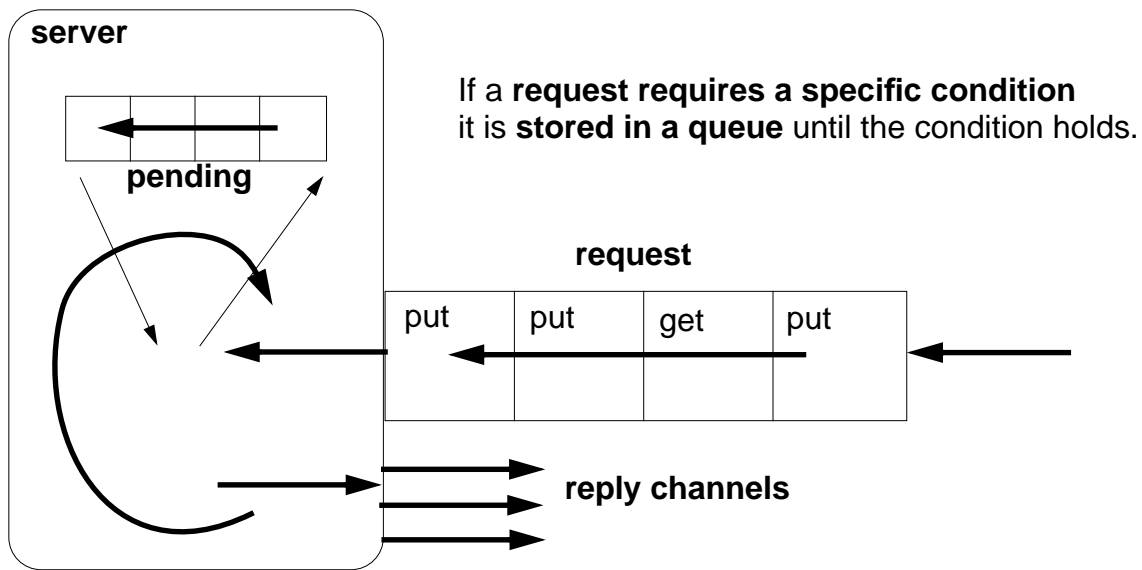 server
If a request requires a specific condition
it is stored in a queue until the condition holds.
pending
request
put put get put
reply channels